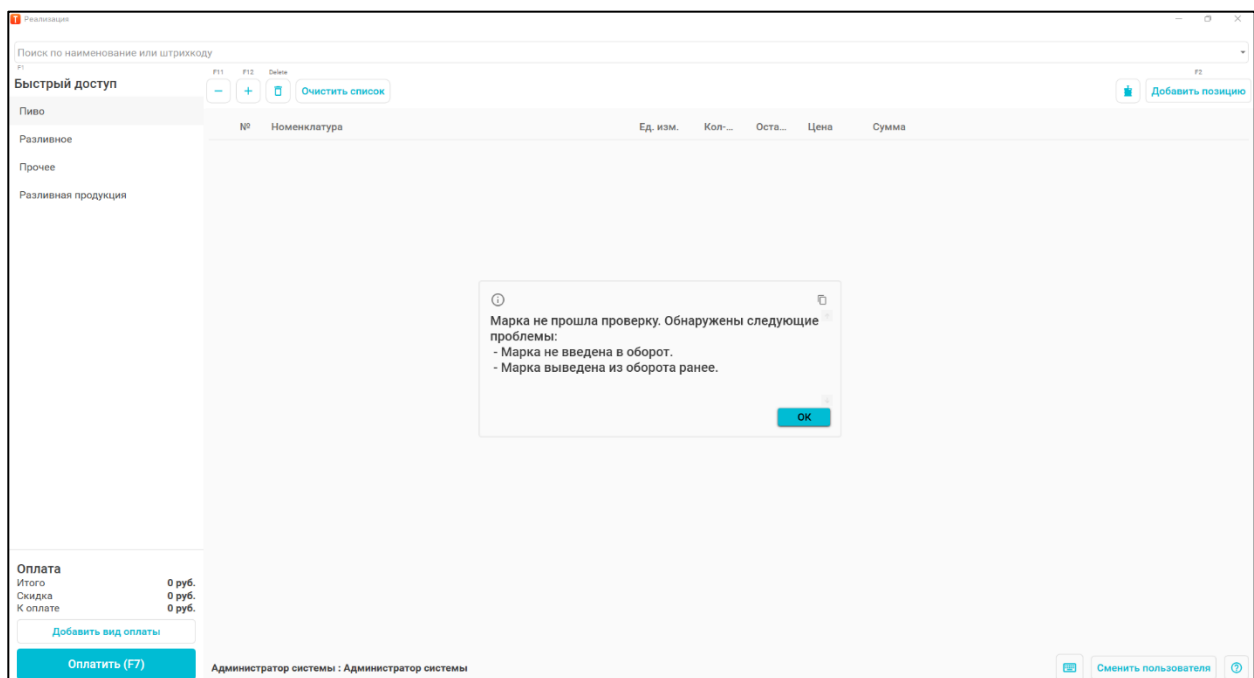 Реализация
Поиск по наименование или штрихкоду
F1
Быстрый доступ
Пиво
Разливное
Прочее
Разливная продукция
F11 F12 Delete
Очистить список
F2
Добавить позицию
№ Номенклатура Ед. изм. Кол-... Оста... Цена Сумма
Марка не прошла проверку. Обнаружены следующие
проблемы:
- Марка не введена в оборот.
- Марка выведена из оборота ранее.
ОК
Оплата
Итого 0 руб.
Скидка 0 руб.
К оплате 0 руб.
Добавить вид оплаты
Оплатить (F7)
Администратор системы : Администратор системы
Сменить пользователя